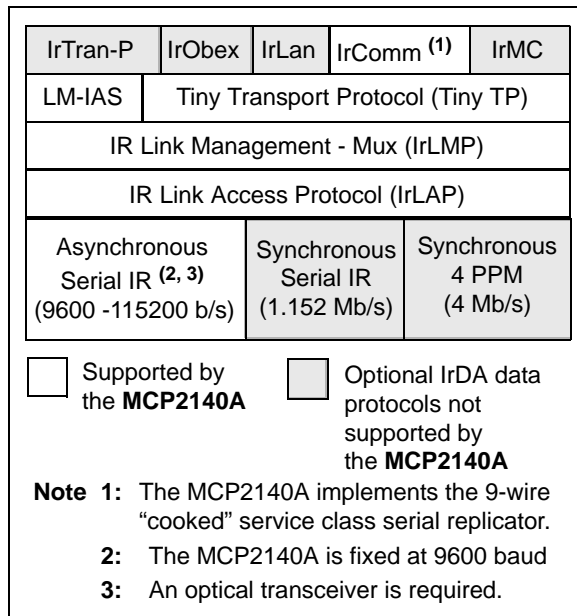 IrTran-P IrObex IrLan IrComm (1) IrMC
LM-IAS Tiny Transport Protocol (Tiny TP)
IR Link Management - Mux (IrLMP)
IR Link Access Protocol (IrLAP)
Asynchronous
Serial IR (2, 3)
(9600 -115200 b/s)
Synchronous
Serial IR
(1.152 Mb/s)
Synchronous
4 PPM
(4 Mb/s)
Supported by
the MCP2140A
Optional IrDA data
protocols not
supported by
the MCP2140A
Note 1: The MCP2140A implements the 9-wire
“cooked” service class serial replicator.
2: The MCP2140A is fixed at 9600 baud
3: An optical transceiver is required.